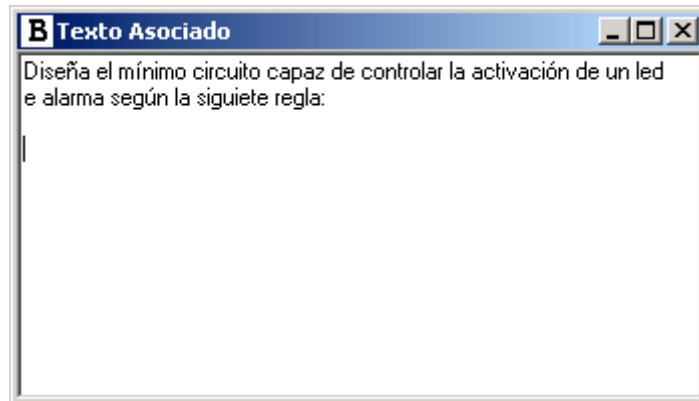 B Texto Asociado
Diseña el mínimo circuito capaz de controlar la activación de un led
e alarma según la siguiete regla: